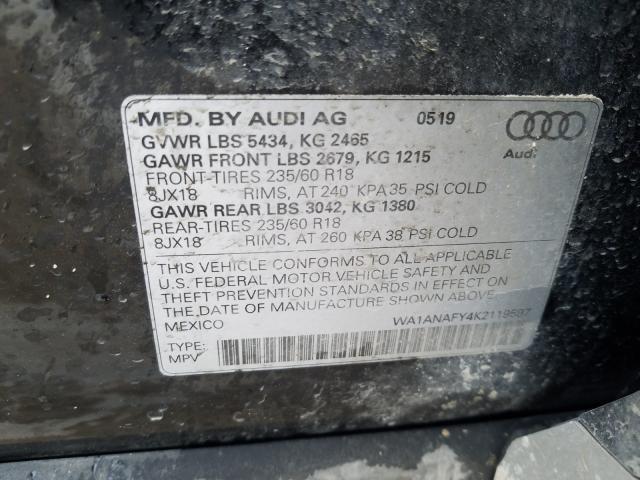 MFD. BY AUDI AG 0519
GVWR LBS 5434, KG 2465
GAWR FRONT LBS 2679, KG 1215
FRONT-TIRES 235/60 R18
8JX18 RIMS, AT 240 KPA 35 PSI COLD
GAWR REAR LBS 3042, KG 1380
REAR-TIRES 235/60 R18
8JX18 RIMS, AT 260 KPA 38 PSI COLD
Audi
THIS VEHICLE CONFORMS TO ALL APPLICABLE
U.S. FEDERAL MOTOR VEHICLE SAFETY AND
THEFT PREVENTION STANDARDS IN EFFECT ON
THE DATE OF MANUFACTURE SHOWN ABOVE.
MEXICO WA1ANAFY4K2119597
TYPE:
MPV